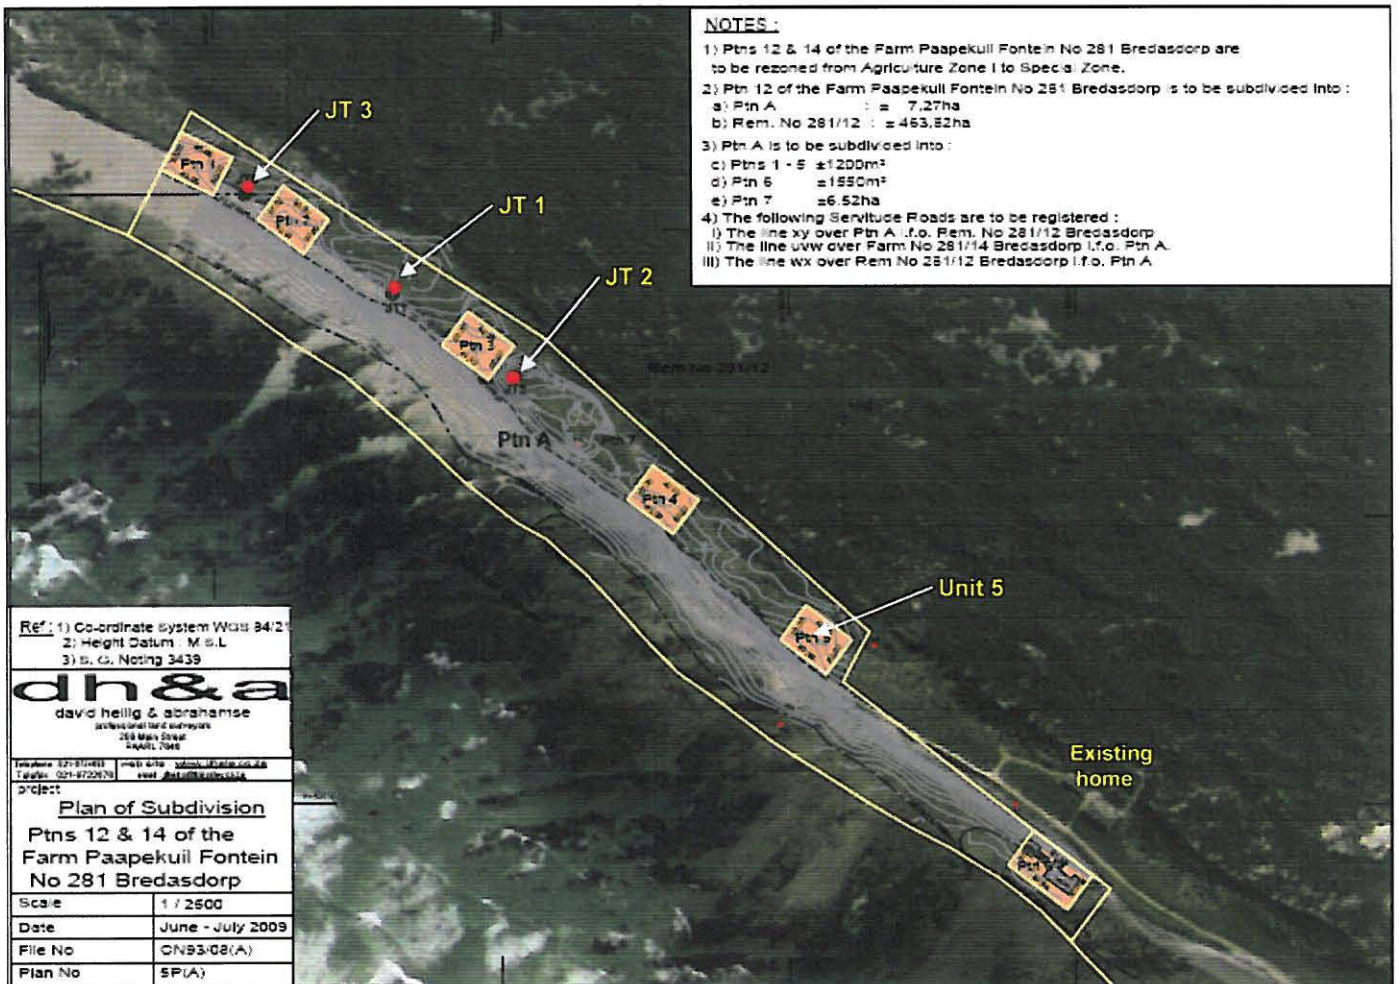 NOTES :
1) Ptns 12 & 14 of the Farm Paapekuil Fontein No 281 Bredasdorp are
to be rezoned from Agriculture Zone I to Special Zone.
2) Ptn 12 of the Farm Paapekuil Fontein No 281 Bredasdorp is to be subdivided into :
a) Ptn A : ± 7,27ha
b) Rem. No 281/12 : ± 463,82ha
3) Ptn A is to be subdivided into :
c) Ptns 1 - 5 ±1200m²
d) Ptn 6 ±1550m²
e) Ptn 7 ±6.52ha
4) The following Servitude Roads are to be registered :
i) The line xy over Ptn A i.f.o. Rem. No 281/12 Bredasdorp
ii) The line uvw over Farm No 281/14 Bredasdorp i.f.o. Ptn A.
iii) The line wx over Rem No 281/12 Bredasdorp i.f.o. Ptn A
JT 3
Ptn 1
JT 1
Ptn 2
JT 2
Ptn 3
Rem No 281/12
Ptn A
Ptn 7
Ptn 4
Unit 5
Ptn 5
Existing
home
Ref : 1) Co-ordinate system WGS 84/21
2) Height Datum : M.S.L
3) S. G. Noting 3439
dh&a
david hellig & abrahamse
professional land surveyors
Main Street
PAARL
project
Plan of Subdivision
Ptns 12 & 14 of the
Farm Paapekuil Fontein
No 281 Bredasdorp
Scale 1 / 2500
Date June - July 2009
File No CN93/08(A)
Plan No SP(A)